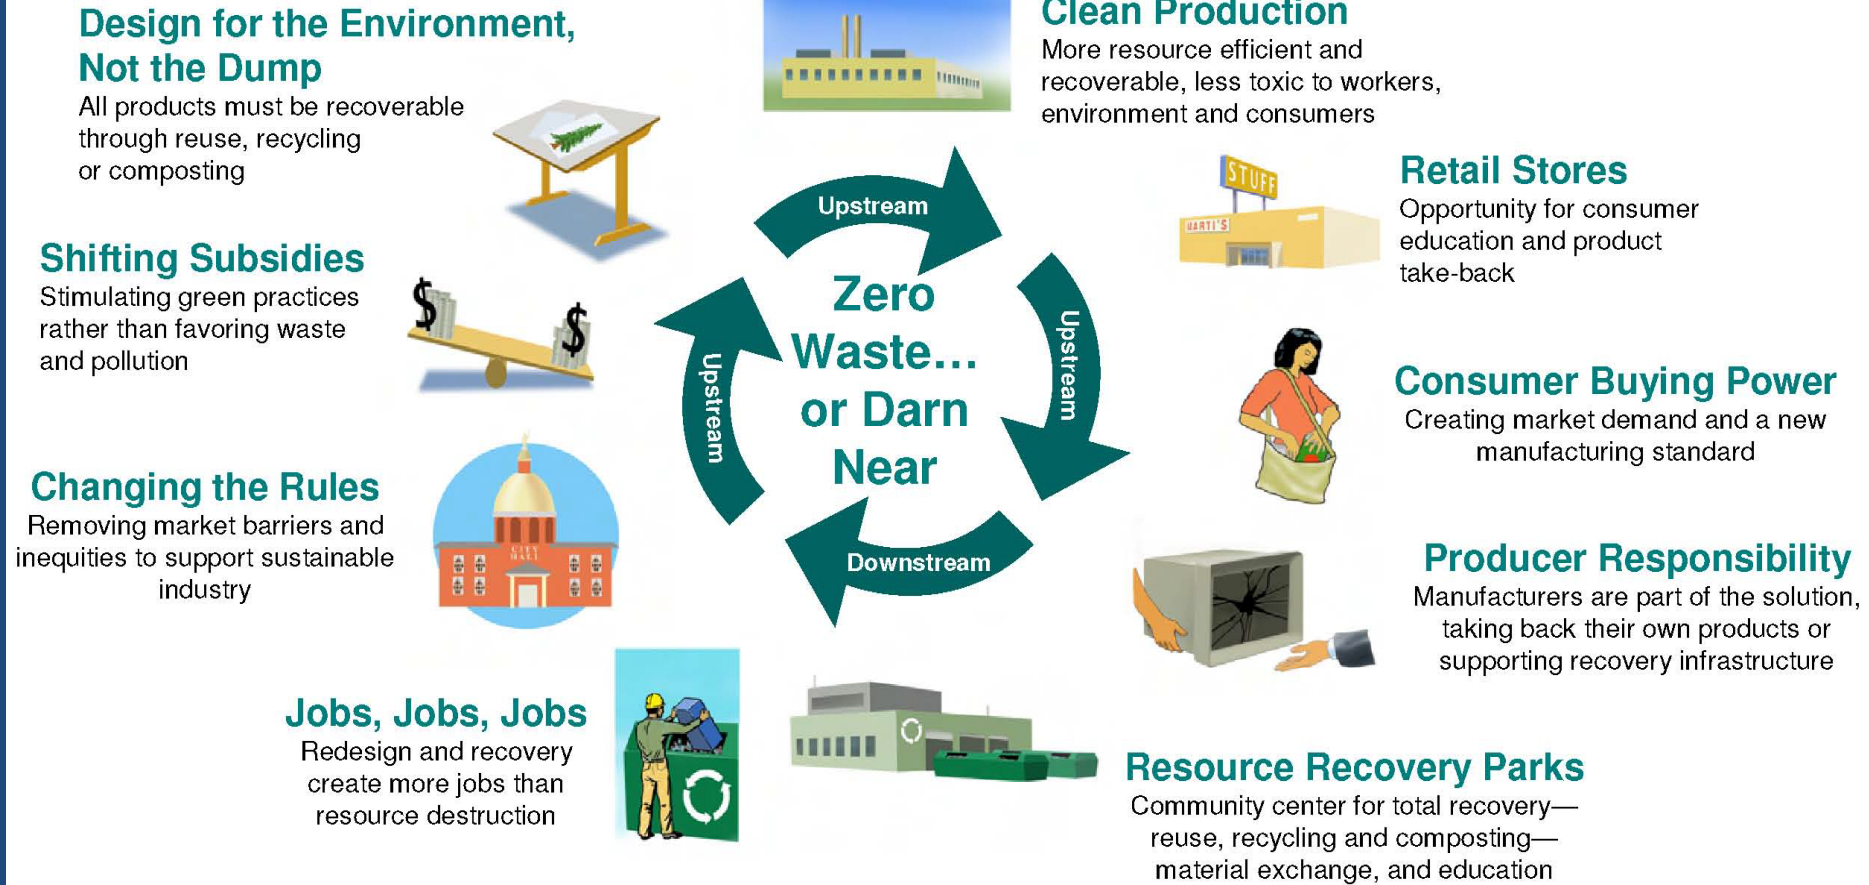 Design for the Environment,
Not the Dump
All products must be recoverable
through reuse, recycling
or composting
Clean Production
More resource efficient and
recoverable, less toxic to workers,
environment and consumers
STUFF
MARTI'S
Retail Stores
Opportunity for consumer
education and product
take-back
Shifting Subsidies
Stimulating green practices
rather than favoring waste
and pollution
$
$
Upstream
Upstream
Upstream
Downstream
Zero
Waste...
or Darn
Near
Consumer Buying Power
Creating market demand and a new
manufacturing standard
Changing the Rules
Removing market barriers and
inequities to support sustainable
industry
CITY
HALL
Producer Responsibility
Manufacturers are part of the solution,
taking back their own products or
supporting recovery infrastructure
Jobs, Jobs, Jobs
Redesign and recovery
create more jobs than
resource destruction
Resource Recovery Parks
Community center for total recovery—
reuse, recycling and composting—
material exchange, and education